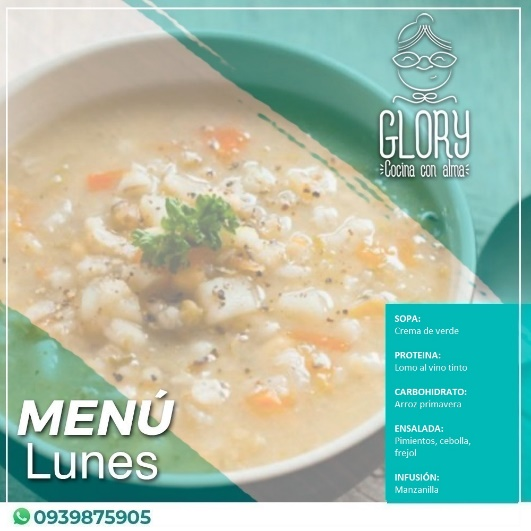 GLORY
Cocina con alma
SOPA:
Crema de verde
PROTEINA:
Lomo al vino tinto
CARBOHIDRATO:
Arroz primavera
ENSALADA:
Pimientos, cebolla,
frejol
INFUSIÓN:
Manzanilla
MENÚ
Lunes
0939875905